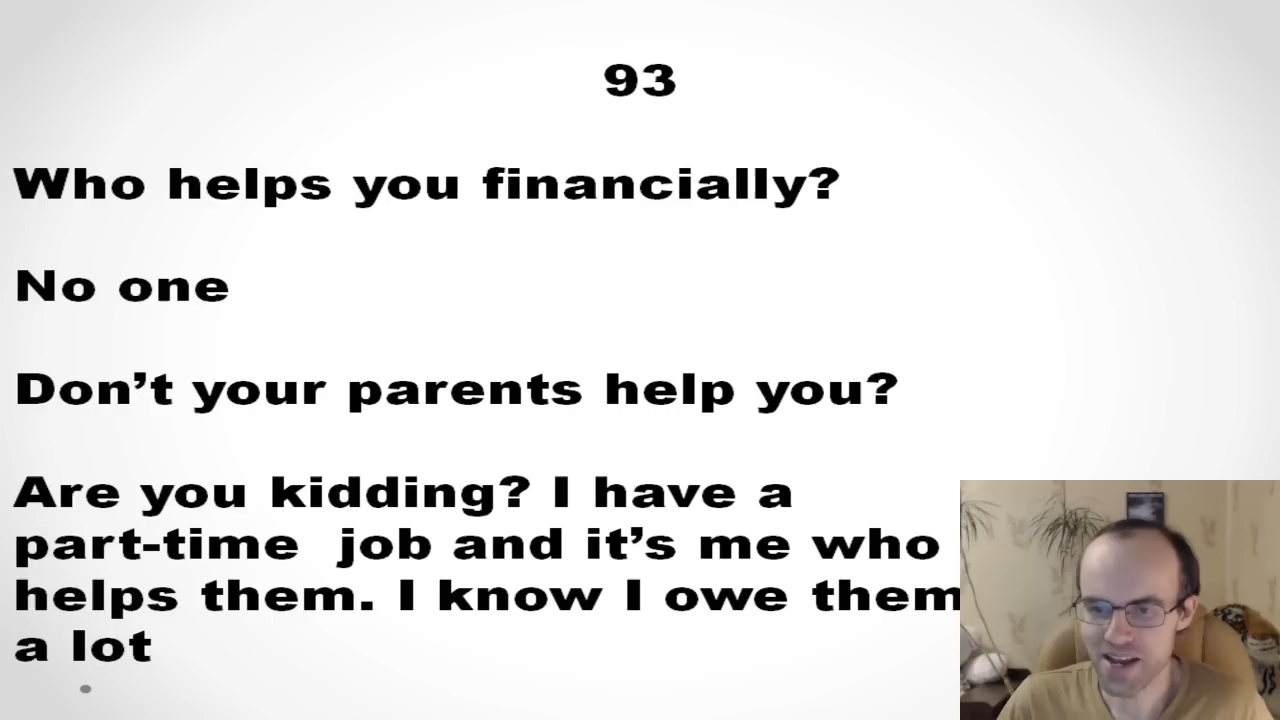 93
Who helps you financially?
No one
Don’t your parents help you?
Are you kidding? I have a
part-time  job and it’s me who
helps them. I know I owe them
a lot